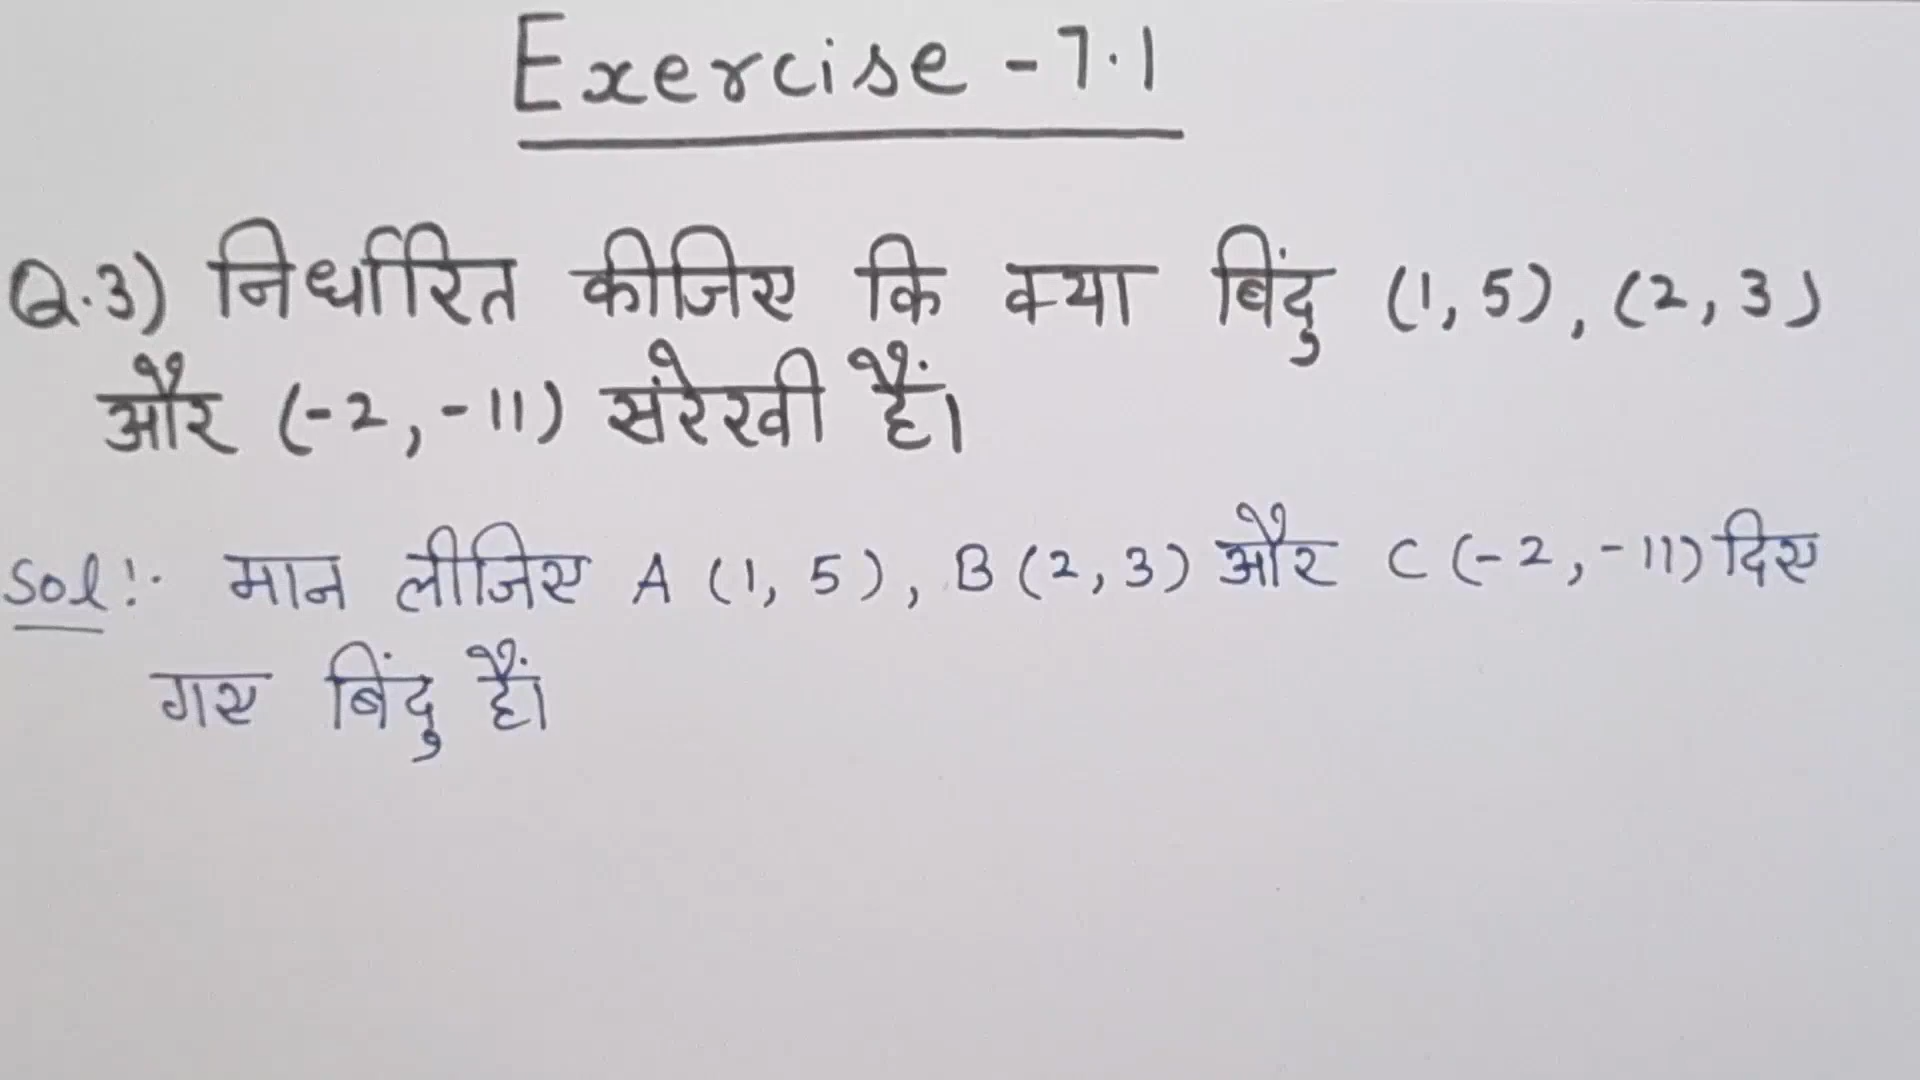 Exercise - 7.1
Q.3) निर्धारित कीजिए कि क्या बिंदु (1, 5), (2, 3)
और (-2, -11) संरेखी हैं।
Sol:- मान लीजिए A (1, 5), B (2, 3) और C (-2, -11) दिए
गए बिंदु हैं।